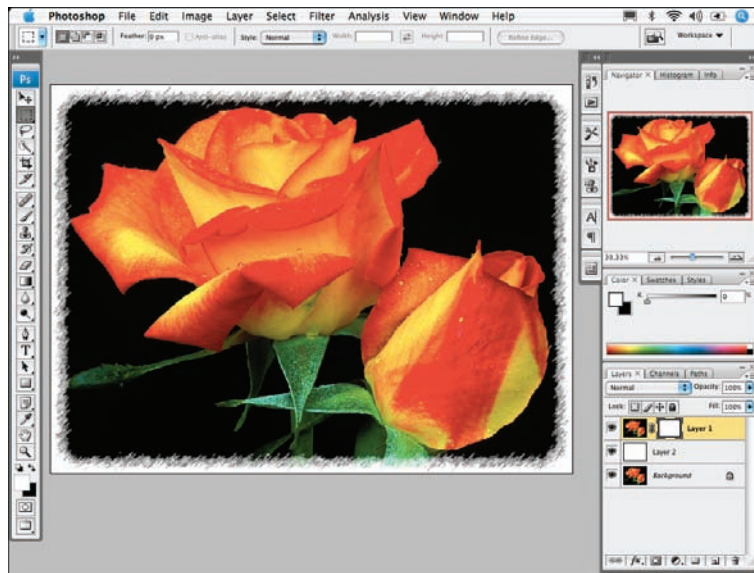 Photoshop File Edit Image Layer Select Filter Analysis View Window Help
Feather: 0 px Anti-alias Style: Normal Width: Height: Refine Edge... Workspace
Ps
Navigator Histogram Info
33.33%
Color Swatches Styles
K 0 %
Layers Channels Paths
Normal Opacity: 100%
Lock: Fill: 100%
Layer 1
Layer 2
Background